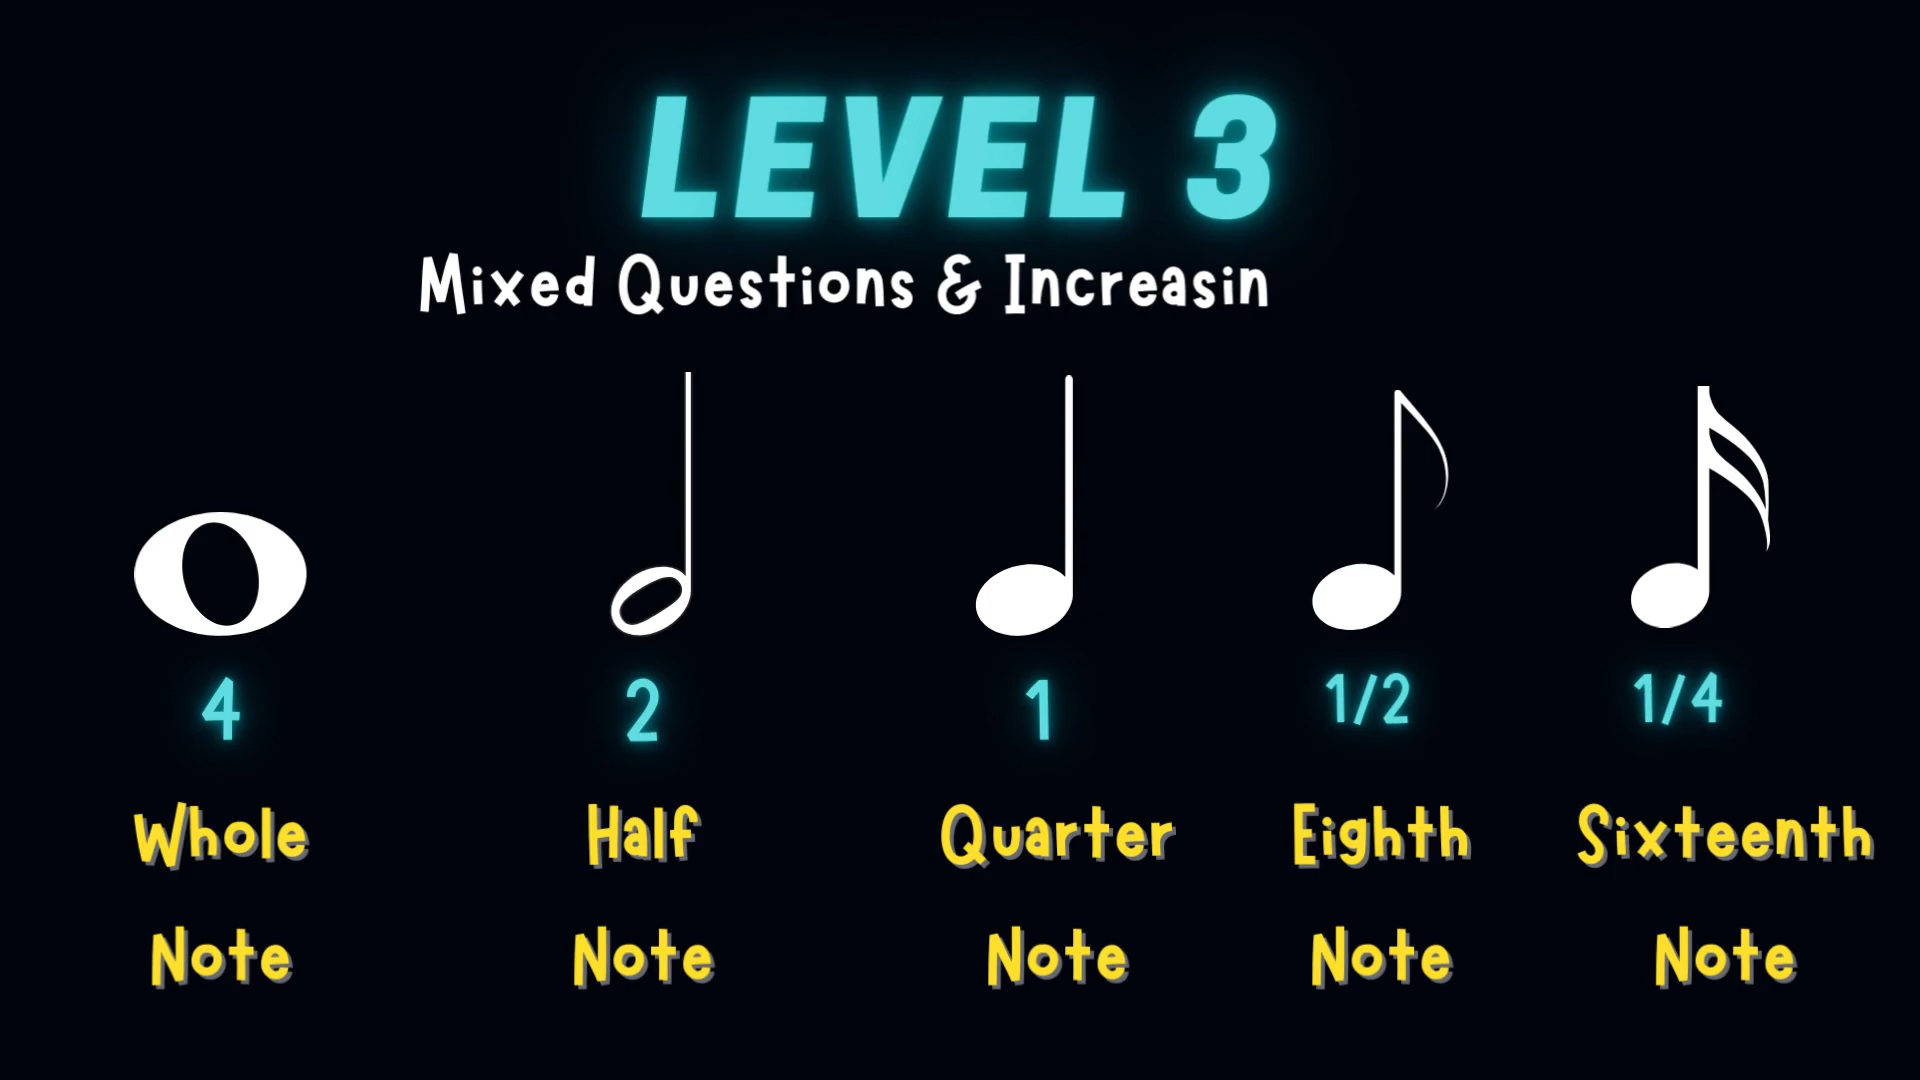 LEVEL 3
Mixed Questions & Increasin
4 2 1 1/2 1/4
Whole Half Quarter Eighth Sixteenth
Note Note Note Note Note